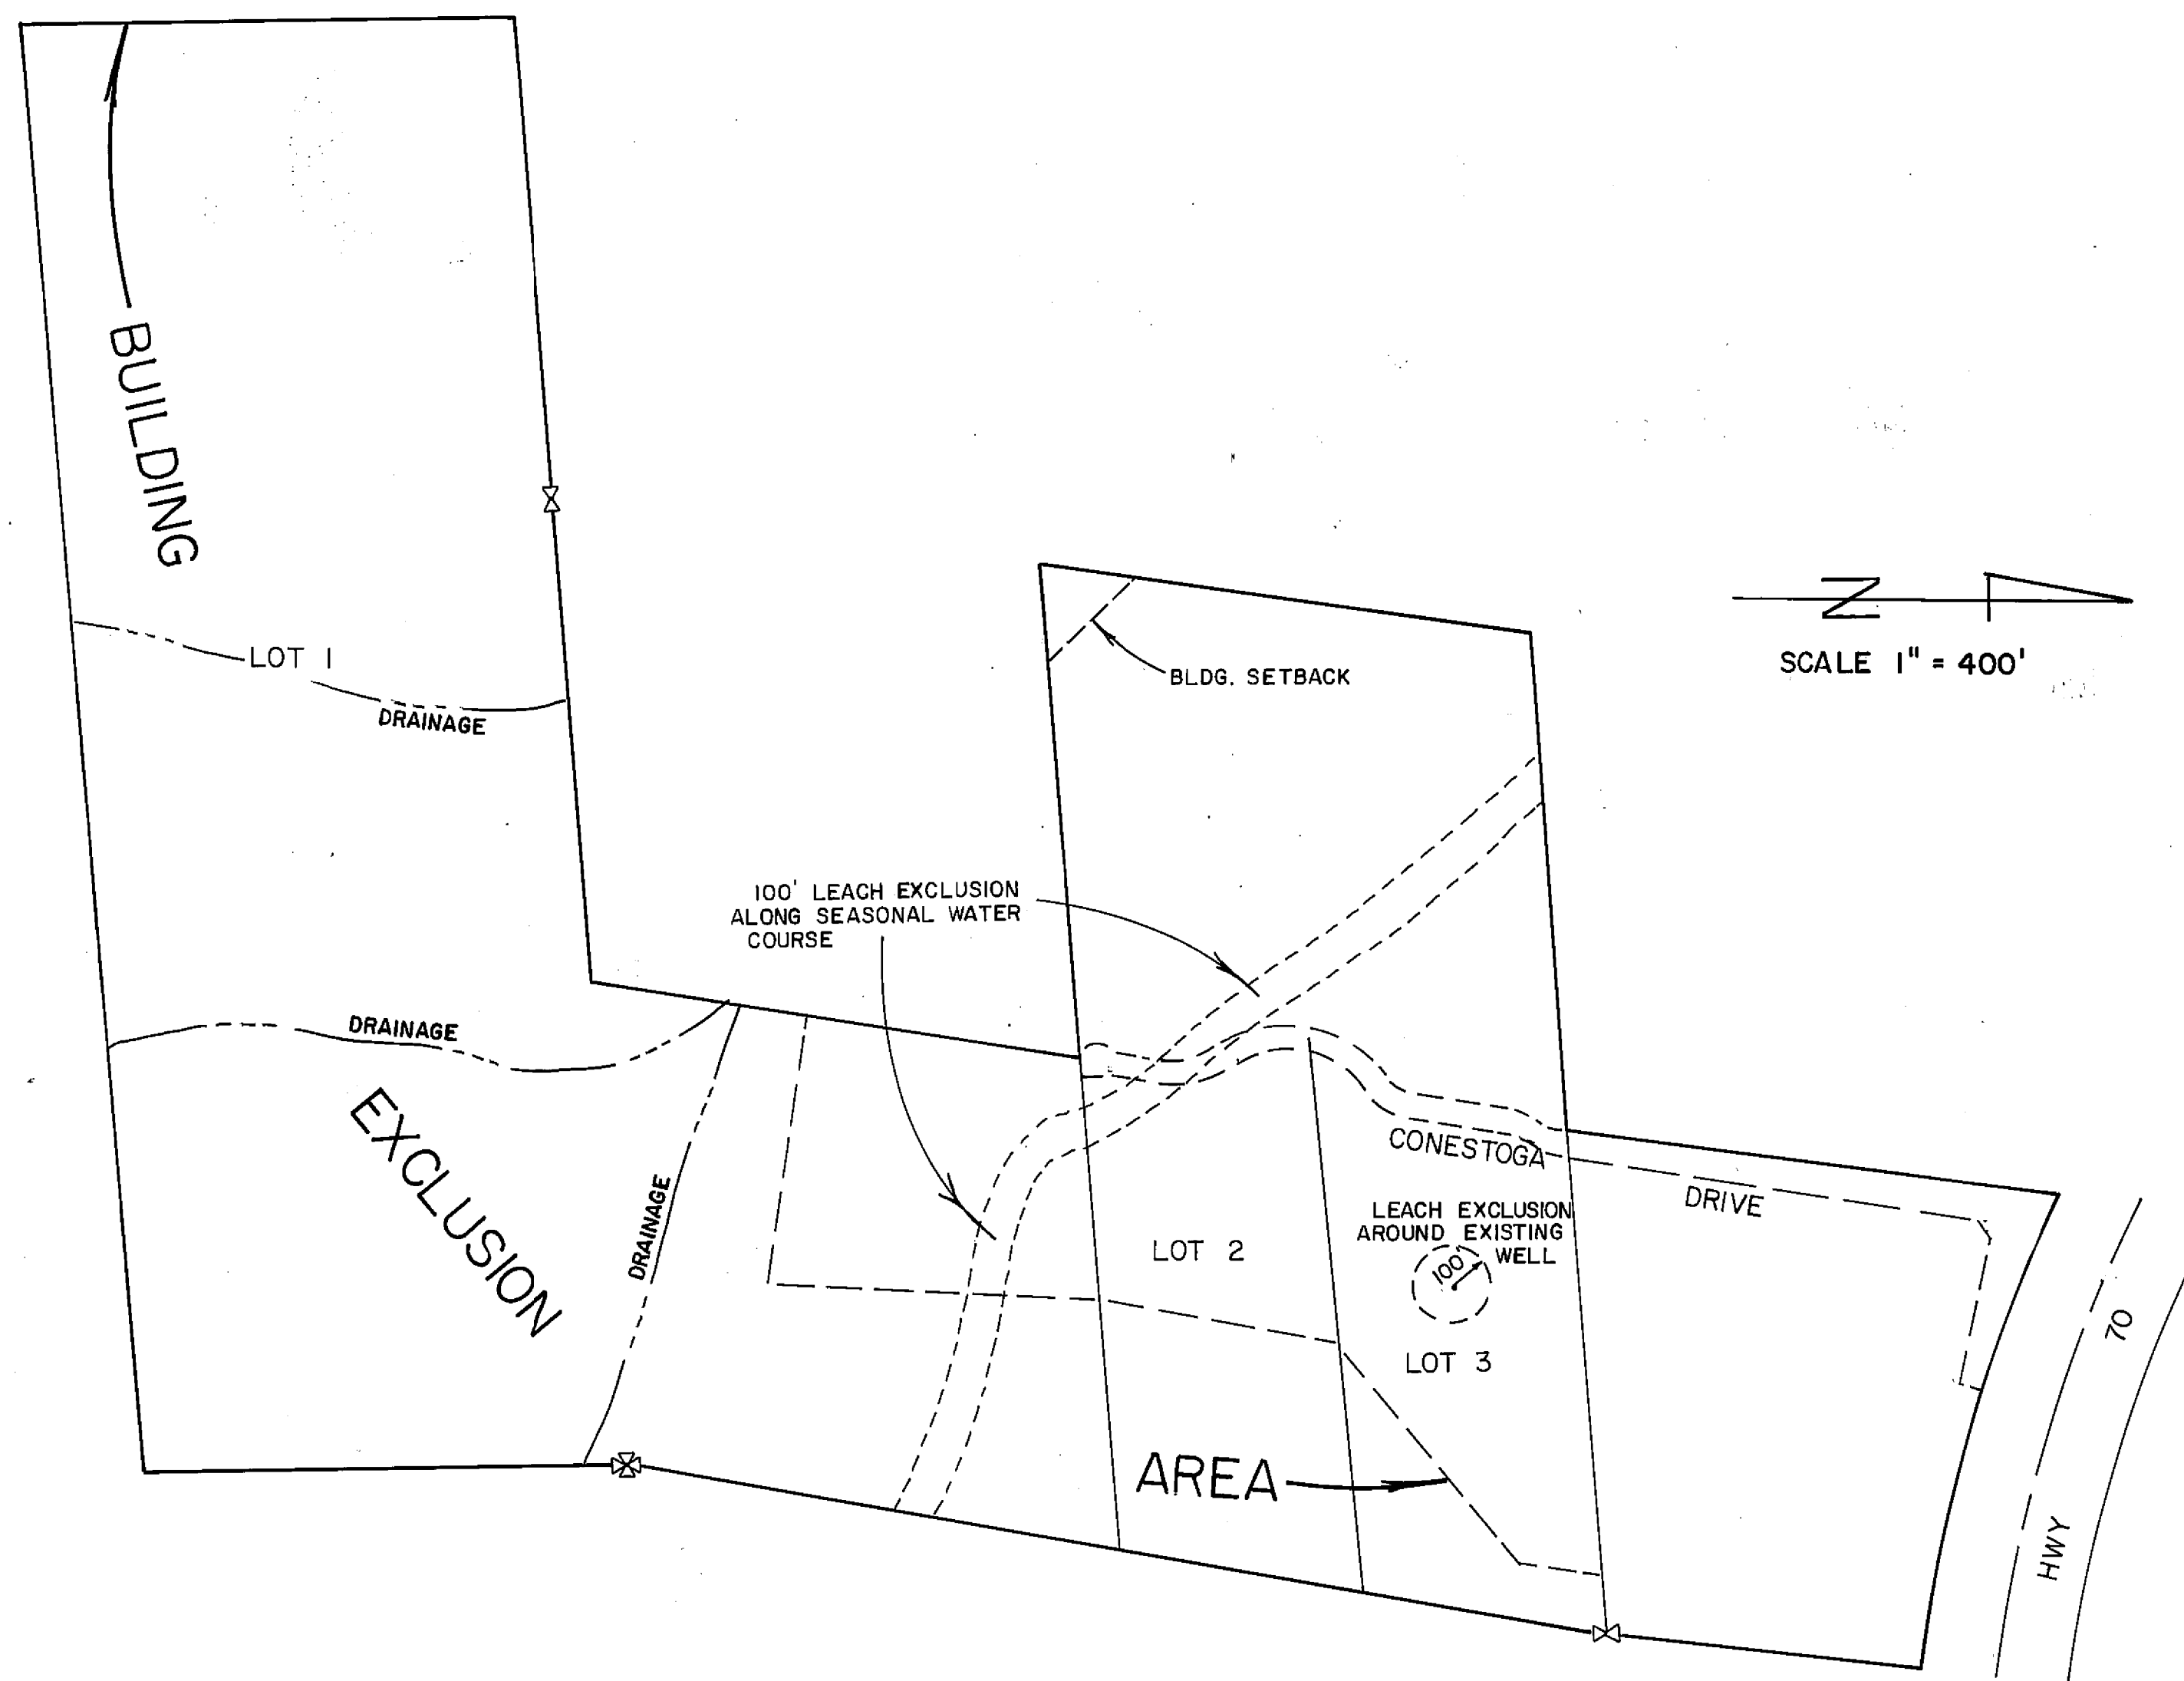 BUILDING
LOT 1
DRAINAGE
BLDG. SETBACK
N
SCALE 1" = 400'
100' LEACH EXCLUSION
ALONG SEASONAL WATER
COURSE
DRAINAGE
EXCLUSION
DRAINAGE
CONESTOGA
DRIVE
LEACH EXCLUSION
AROUND EXISTING
WELL
100'
LOT 2
LOT 3
AREA
HWY 70